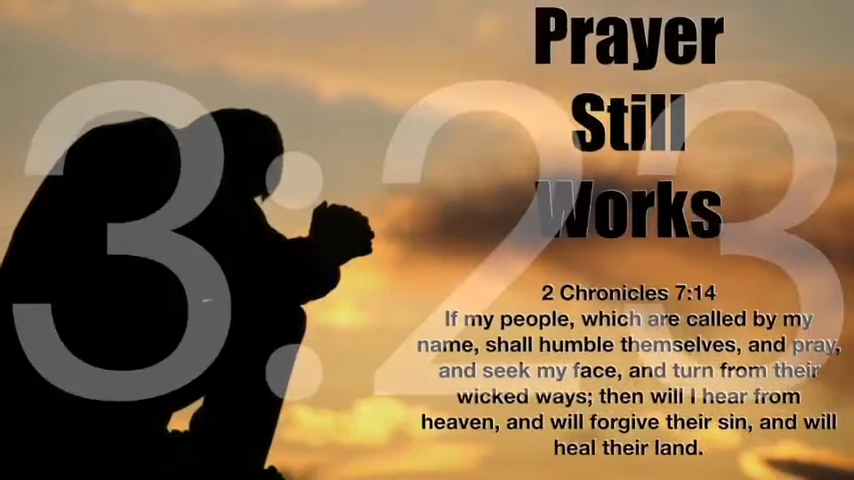 Prayer
Still
Works
3:23
2 Chronicles 7:14
If my people, which are called by my
name, shall humble themselves, and pray,
and seek my face, and turn from their
wicked ways; then will I hear from
heaven, and will forgive their sin, and will
heal their land.